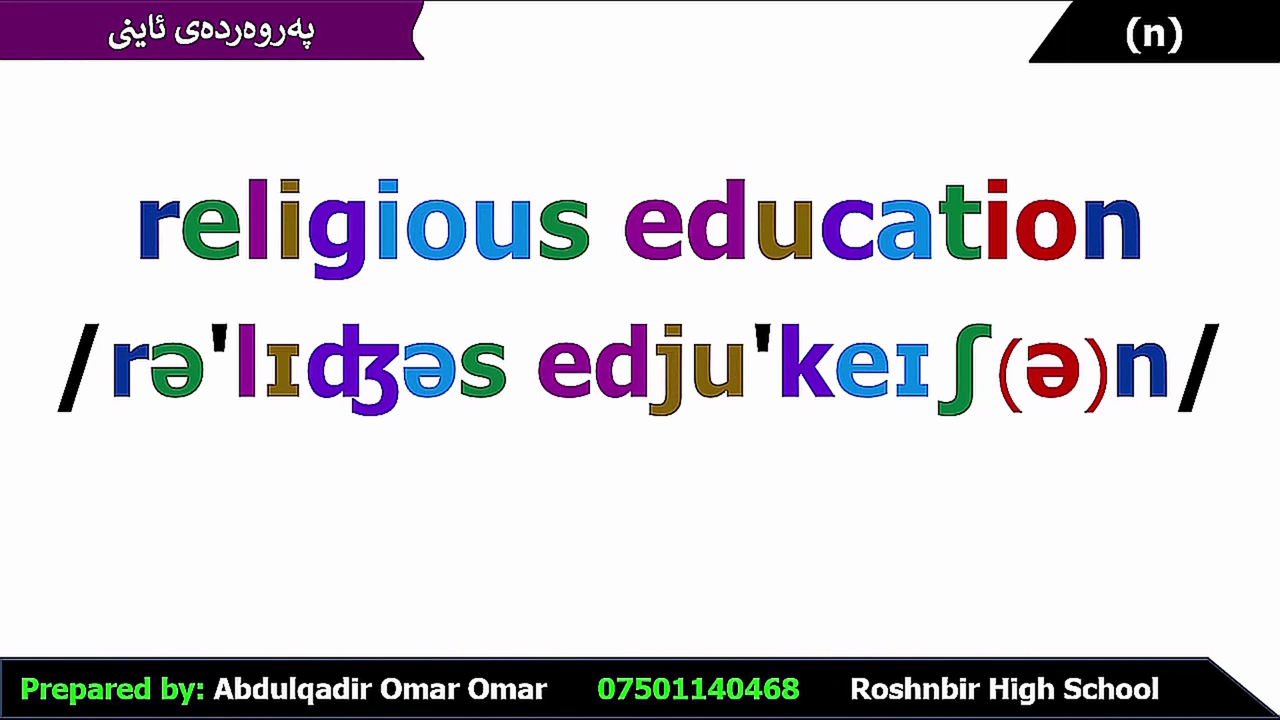 پەروەردەی ئاینی
(n)
religious education
/rə'lɪʤəs edju'keɪʃ(ə)n/
Prepared by: Abdulqadir Omar Omar 07501140468 Roshnbir High School